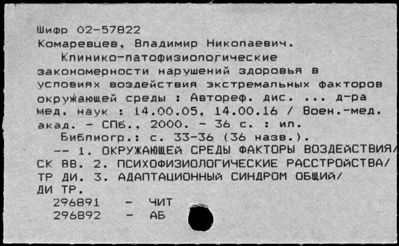 Шифр 02-57822
Комаревцев, Владимир Николаевич.
Клинико-патофизиологические
закономерности нарушений здоровья в
условиях воздействия экстремальных факторов
окружающей среды : Автореф. дис. ... д-ра
мед. наук : 14.00.05, 14.00.16 / Воен.-мед.
акад. - СПб., 2000. - 36 с. : ил.
Библиогр.: с. 33-36 (36 назв.).
-- 1. ОКРУЖАЮЩЕЙ СРЕДЫ ФАКТОРЫ ВОЗДЕЙСТВИЯ/
СК ВВ. 2. ПСИХОФИЗИОЛОГИЧЕСКИЕ РАССТРОЙСТВА/
ТР ДИ. 3. АДАПТАЦИОННЫЙ СИНДРОМ ОБЩИЙ/
ДИ ТР.
296891 - ЧИТ
296892 - АБ